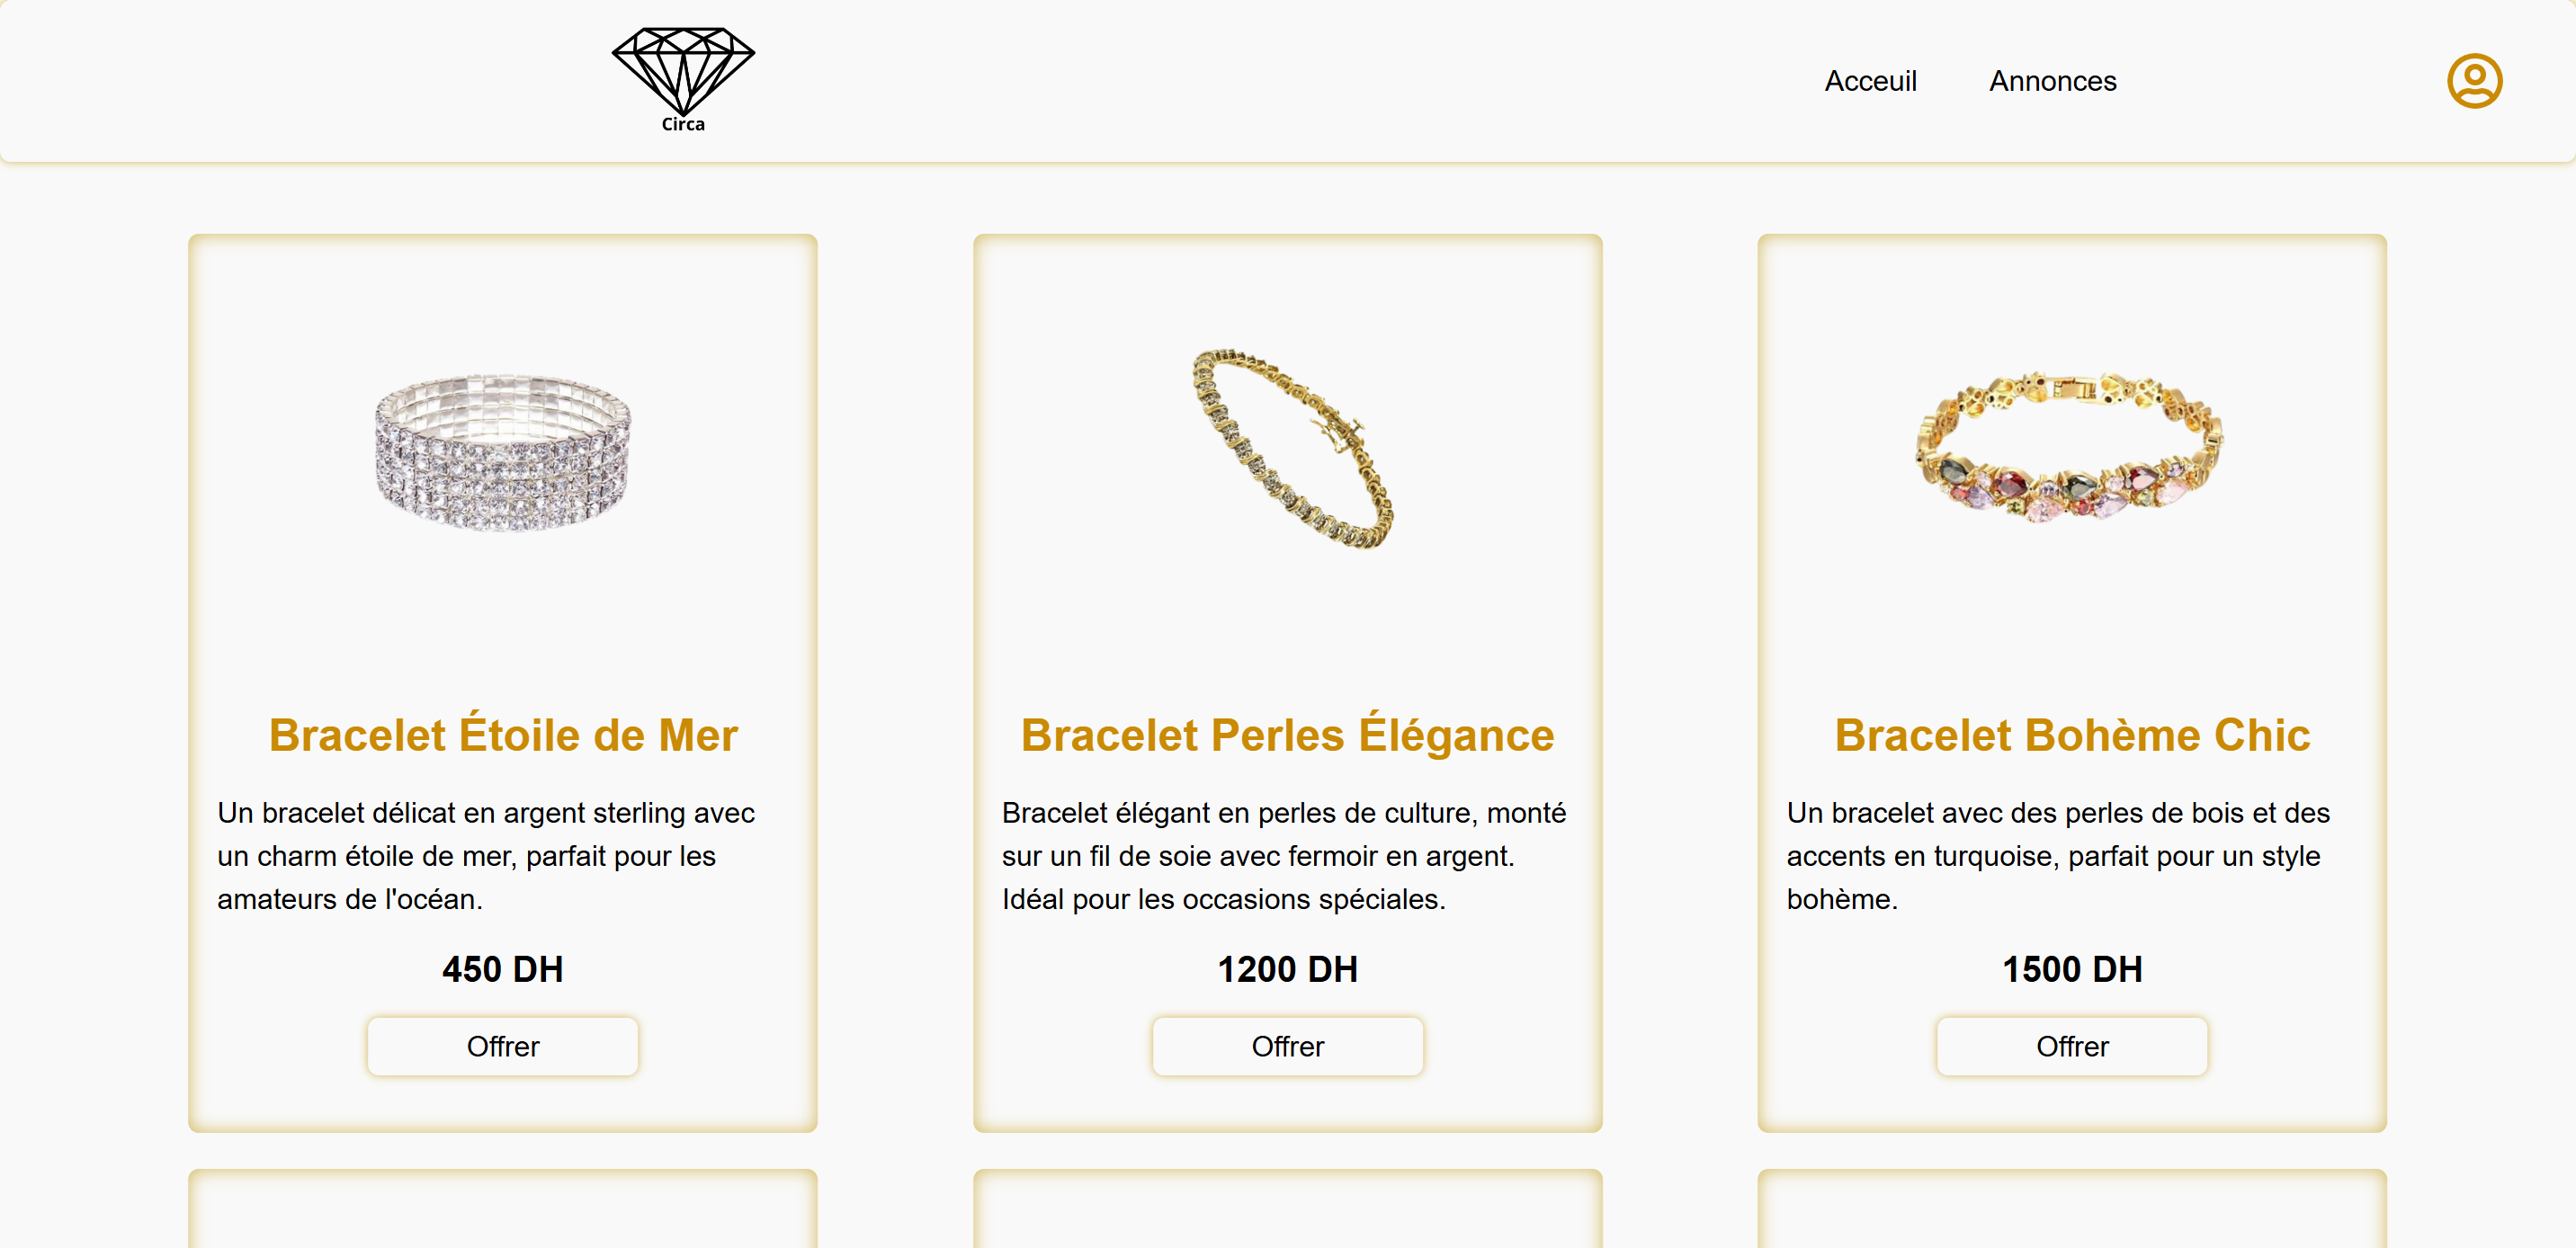 Circa
Acceuil
Annonces
Bracelet Étoile de Mer
Un bracelet délicat en argent sterling avec
un charm étoile de mer, parfait pour les
amateurs de l'océan.
450 DH
Offrer
Bracelet Perles Élégance
Bracelet élégant en perles de culture, monté
sur un fil de soie avec fermoir en argent.
Idéal pour les occasions spéciales.
1200 DH
Offrer
Bracelet Bohème Chic
Un bracelet avec des perles de bois et des
accents en turquoise, parfait pour un style
bohème.
1500 DH
Offrer